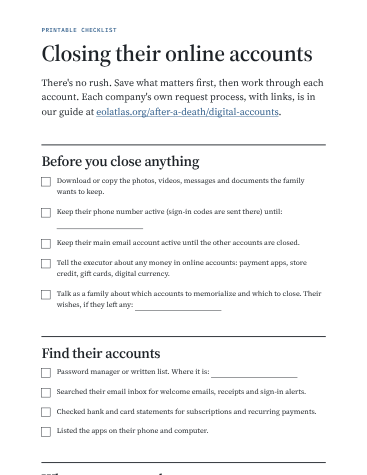 PRINTABLE CHECKLIST
Closing their online accounts
There's no rush. Save what matters first, then work through each
account. Each company's own request process, with links, is in
our guide at eolatlas.org/after-a-death/digital-accounts.
Before you close anything
Download or copy the photos, videos, messages and documents the family
wants to keep.
Keep their phone number active (sign-in codes are sent there) until:
Keep their main email account active until the other accounts are closed.
Tell the executor about any money in online accounts: payment apps, store
credit, gift cards, digital currency.
Talk as a family about which accounts to memorialize and which to close. Their
wishes, if they left any:
Find their accounts
Password manager or written list. Where it is:
Searched their email inbox for welcome emails, receipts and sign-in alerts.
Checked bank and card statements for subscriptions and recurring payments.
Listed the apps on their phone and computer.